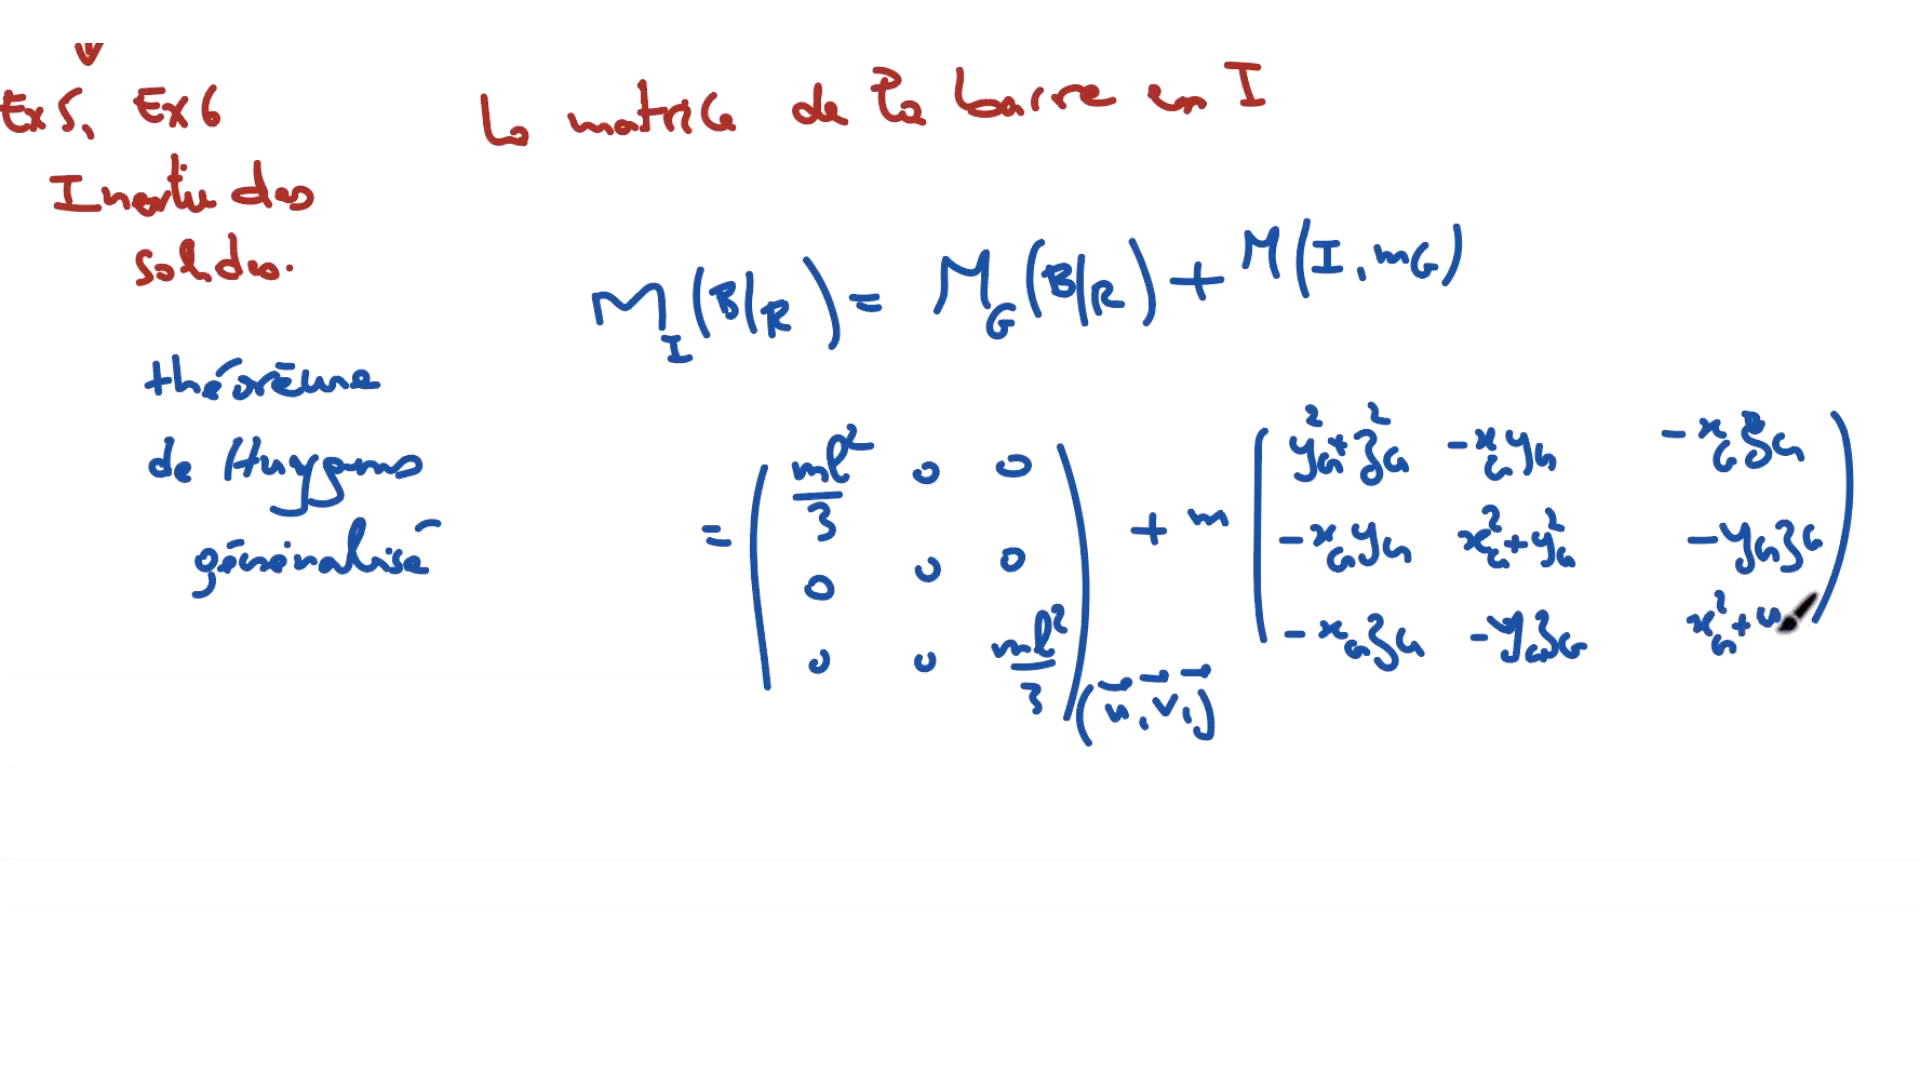 Ex 5, Ex 6
Inertie des
solides.
La matrice de la barre en I
M_I (B/R) = M_G (B/R) + M(I, mG)
théorème
de Huygens
généralisé
= ( ml²/3 0 0 ; 0 0 0 ; 0 0 ml²/3 )_(u⃗, v⃗, ) + m ( y_G² + z_G² -x_G y_G -x_G z_G ; -x_G y_G x_G² + y_G² -y_G z_G ; -x_G z_G -y_G z_G x_G² + )